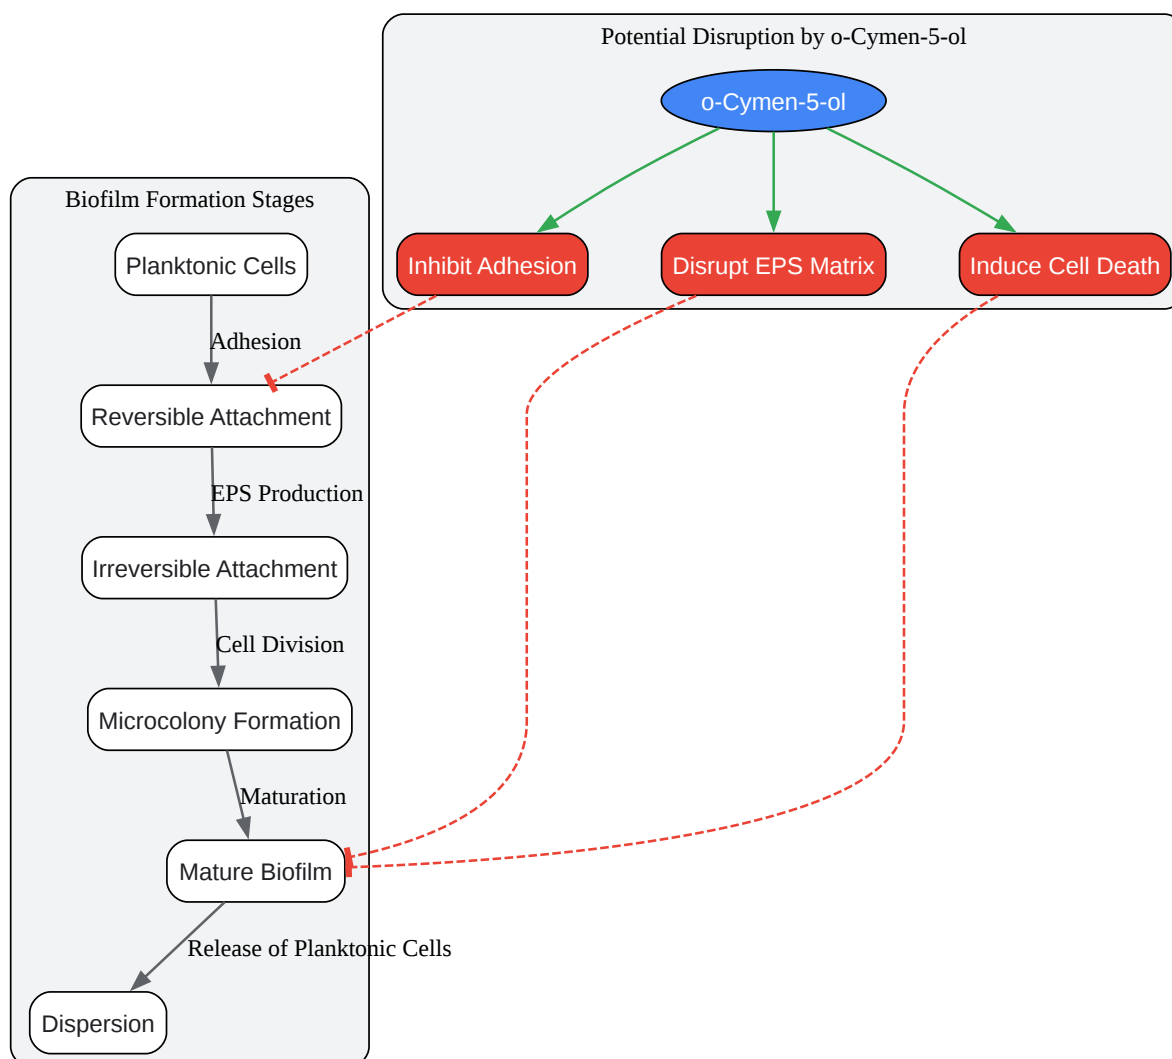 Potential Disruption by o-Cymen-5-ol
o-Cymen-5-ol
Inhibit Adhesion
Disrupt EPS Matrix
Induce Cell Death
Biofilm Formation Stages
Planktonic Cells
Adhesion
Reversible Attachment
EPS Production
Irreversible Attachment
Cell Division
Microcolony Formation
Maturation
Mature Biofilm
Release of Planktonic Cells
Dispersion